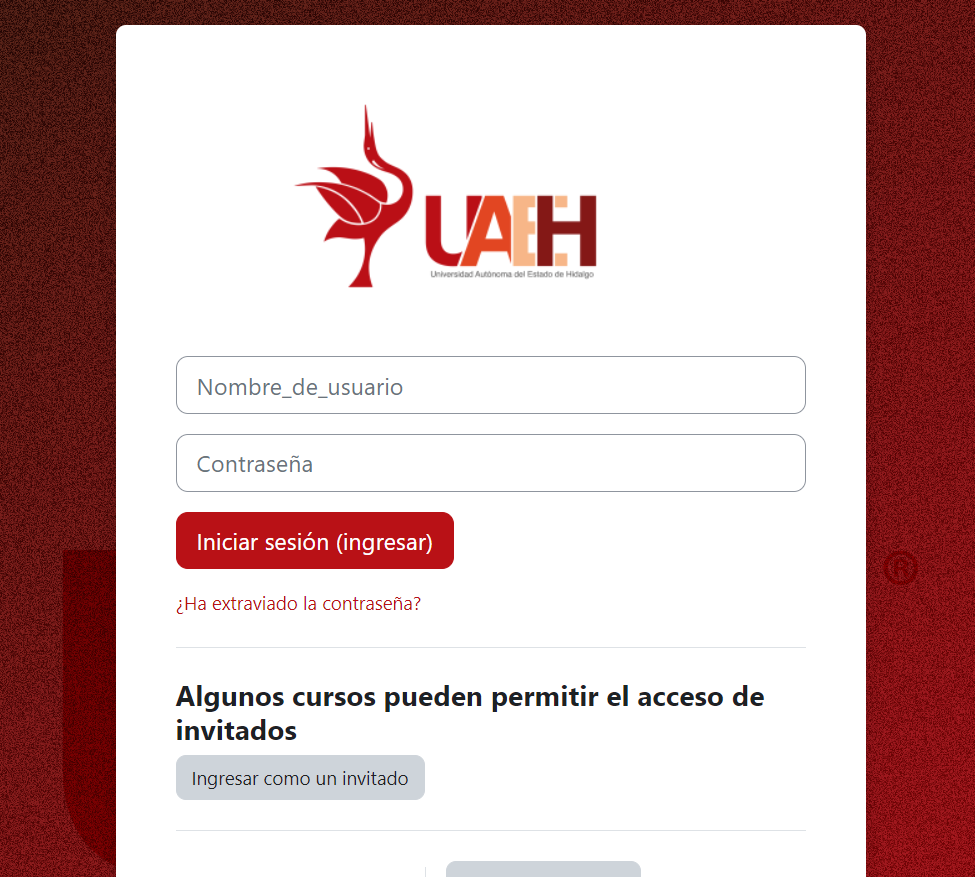 UAEH
Universidad Autónoma del Estado de Hidalgo
Nombre_de_usuario
Contraseña
Iniciar sesión (ingresar)
®
¿Ha extraviado la contraseña?
Algunos cursos pueden permitir el acceso de
invitados
Ingresar como un invitado